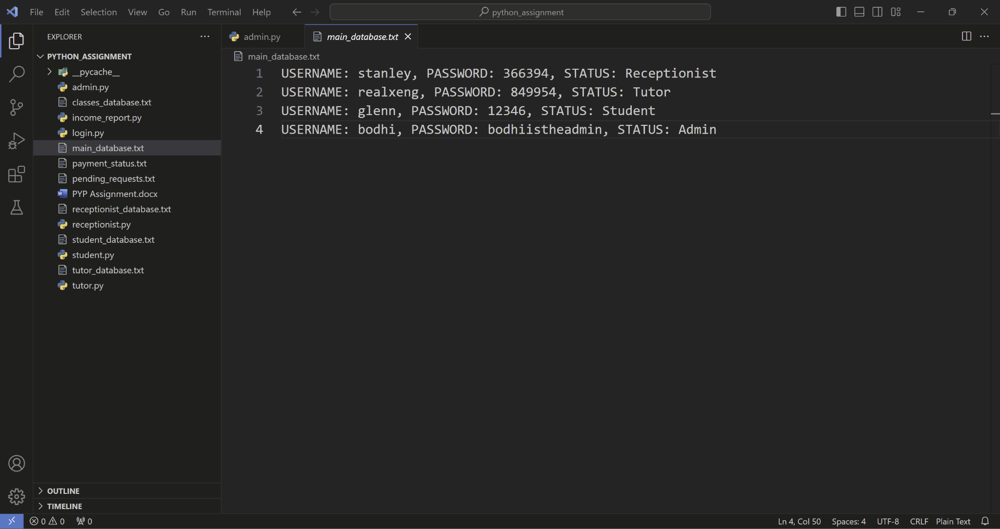 File Edit Selection View Go Run Terminal Help
python_assignment
EXPLORER
PYTHON_ASSIGNMENT
__pycache__
admin.py
classes_database.txt
income_report.py
login.py
main_database.txt
payment_status.txt
pending_requests.txt
PYP Assignment.docx
receptionist_database.txt
receptionist.py
student_database.txt
student.py
tutor_database.txt
tutor.py
OUTLINE
TIMELINE
admin.py
main_database.txt
main_database.txt
1 USERNAME: stanley, PASSWORD: 366394, STATUS: Receptionist
2 USERNAME: realxeng, PASSWORD: 849954, STATUS: Tutor
3 USERNAME: glenn, PASSWORD: 12346, STATUS: Student
4 USERNAME: bodhi, PASSWORD: bodhiistheadmin, STATUS: Admin
0 0 0
Ln 4, Col 50 Spaces: 4 UTF-8 CRLF Plain Text